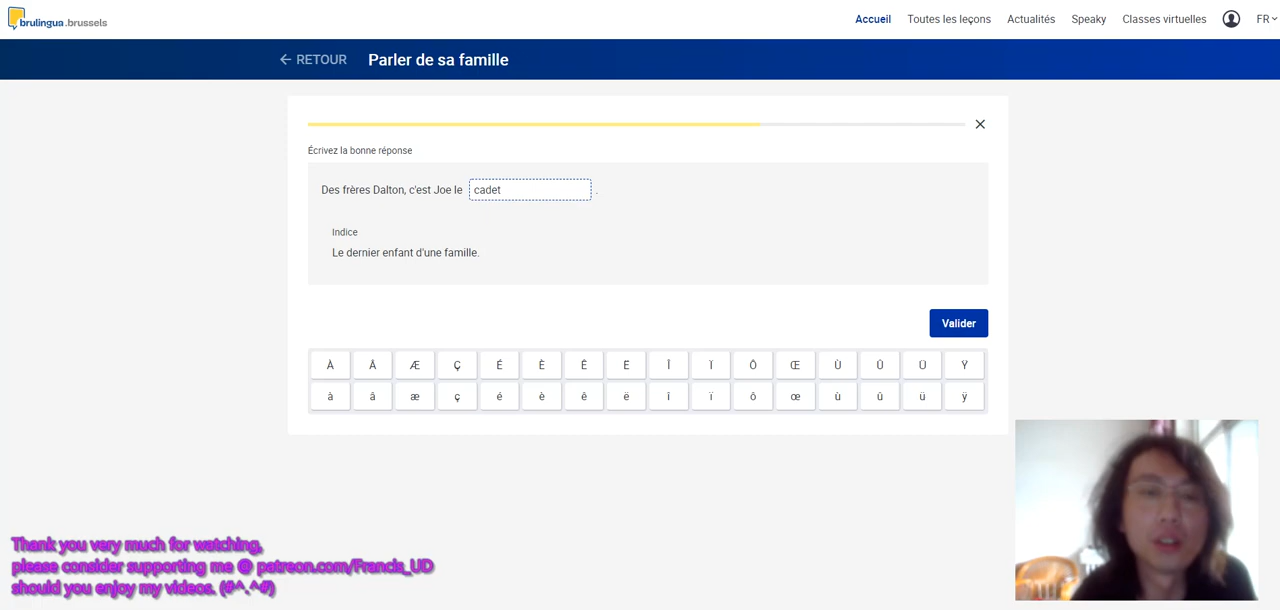 brulingua.brussels
Accueil Toutes les leçons Actualités Speaky Classes virtuelles FR
← RETOUR Parler de sa famille
Écrivez la bonne réponse
Des frères Dalton, c'est Joe le cadet .
Indice
Le dernier enfant d'une famille.
Valider
À Â Æ Ç É È Ê Ë Î Ï Ô Œ Ù Û Ü Ÿ
à â æ ç é è ê ë î ï ô œ ù û ü ÿ
Thank you very much for watching,
please consider supporting me @ patreon.com/Francis_UD
should you enjoy my videos. (#^.^#)